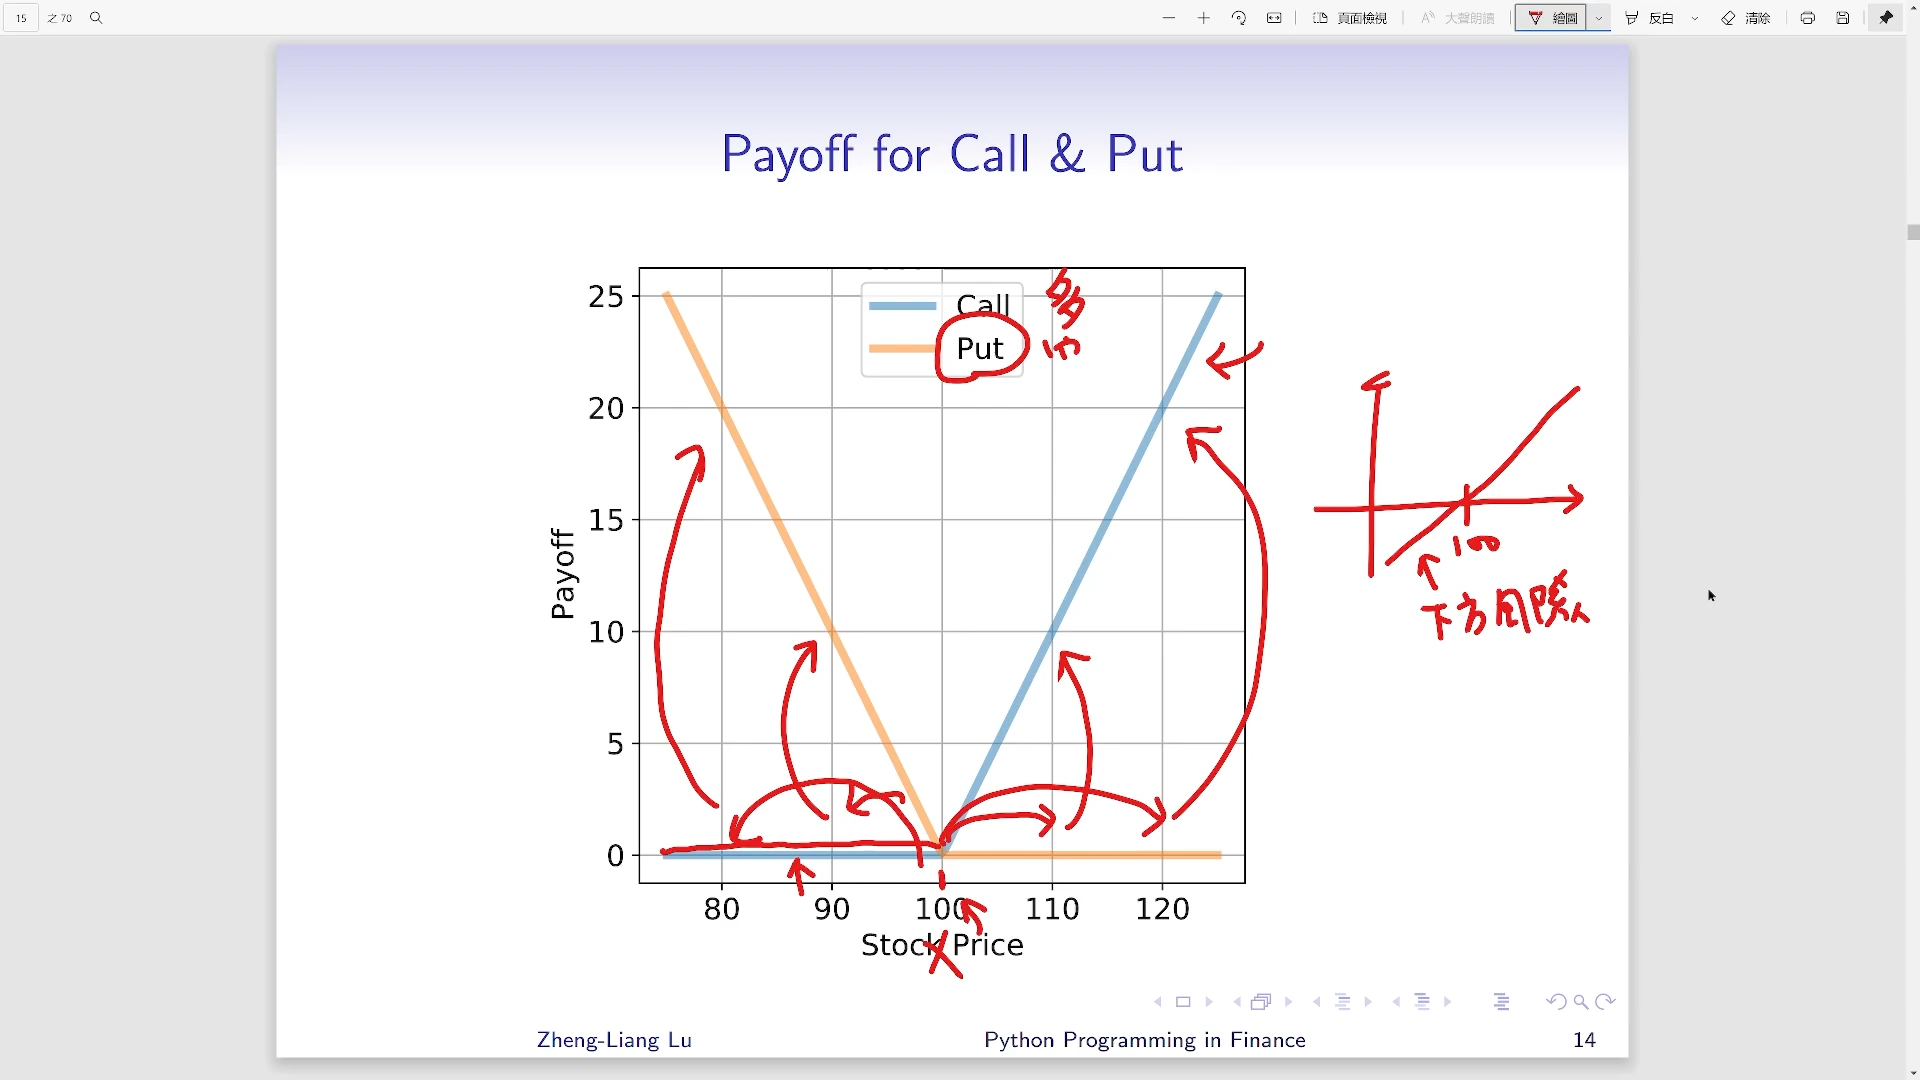 15 之 70 頁面檢視 大聲朗讀 繪圖 反白 清除
Payoff for Call & Put
Call 多
Put
25
20
15
10
5
0
Payoff
80 90 100 110 120
X
Stock Price
100
下方風險
Zheng-Liang Lu Python Programming in Finance 14